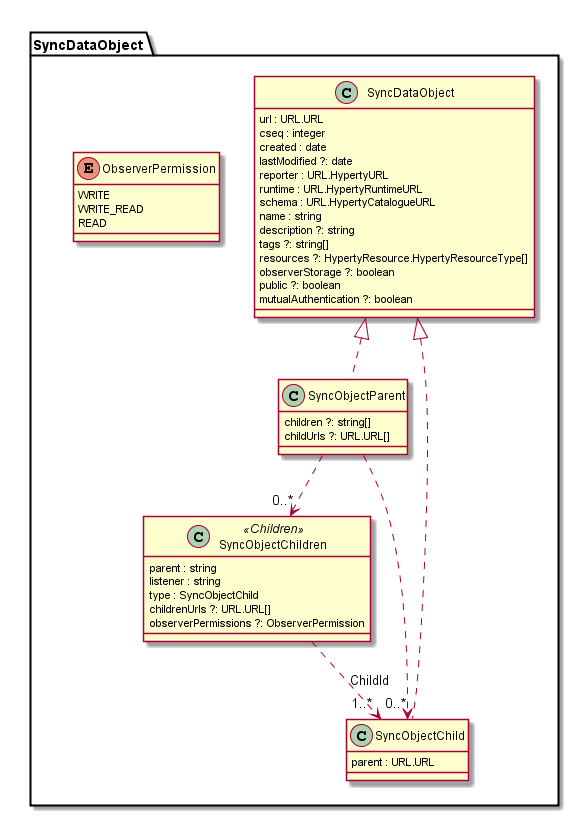 SyncDataObject
C SyncDataObject
url : URL.URL
cseq : integer
created : date
lastModified ?: date
reporter : URL.HypertyURL
runtime : URL.HypertyRuntimeURL
schema : URL.HypertyCatalogueURL
name : string
description ?: string
tags ?: string[]
resources ?: HypertyResource.HypertyResourceType[]
observerStorage ?: boolean
public ?: boolean
mutualAuthentication ?: boolean
E ObserverPermission
WRITE
WRITE_READ
READ
C SyncObjectParent
children ?: string[]
childUrls ?: URL.URL[]
0..*
C «Children»
SyncObjectChildren
parent : string
listener : string
type : SyncObjectChild
childrenUrls ?: URL.URL[]
observerPermissions ?: ObserverPermission
ChildId
1..* 0..*
C SyncObjectChild
parent : URL.URL